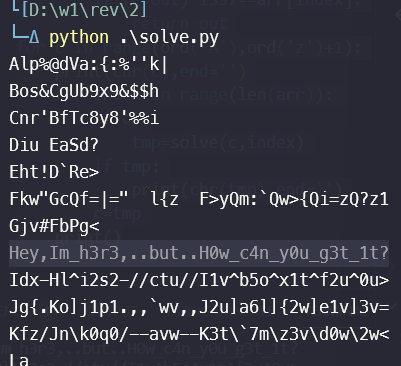 [D:\w1\rev\2]
Δ python .\solve.py
Alp%@dVa:{:%''k|
Bos&CgUb9x9&$$h
Cnr'BfTc8y8'%%i
Diu EaSd?
Eht!D`Re>
Fkw"GcQf=|=" l{z F>yQm:`Qw>{Qi=zQ?z1
Gjv#FbPg<
Hey,Im_h3r3,..but..H0w_c4n_y0u_g3t_1t?
Idx-Hl^i2s2-//ctu//I1v^b5o^x1t^f2u^0u>
Jg{.Ko]j1p1.,,`wv,,J2u]a6l]{2w]e1v]3v=
Kfz/Jn\k0q0/--avw--K3t\`7m\z3v\d0w\2w<
La